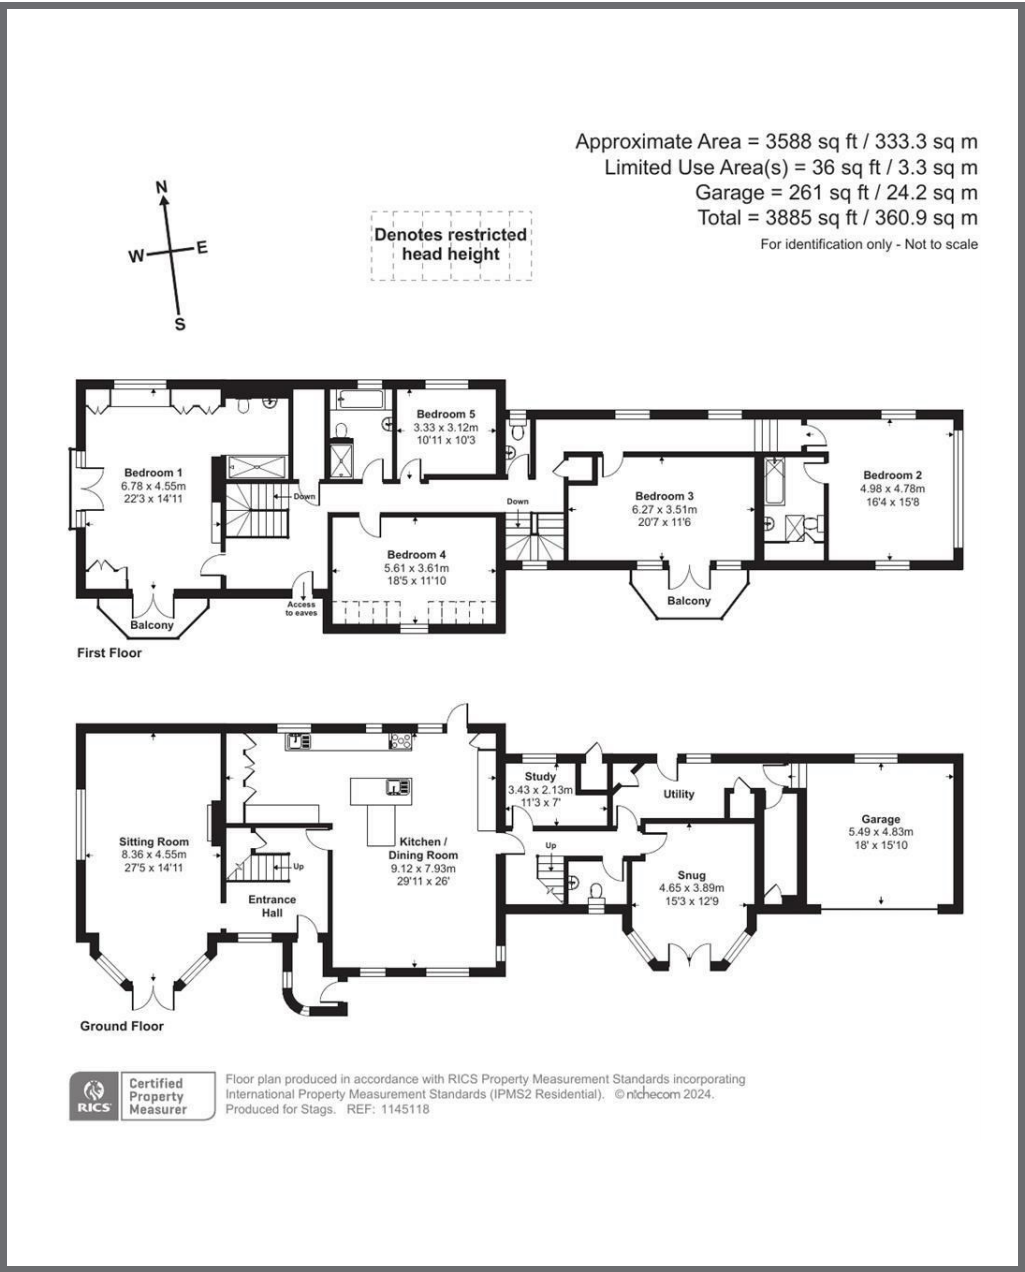 Approximate Area = 3588 sq ft / 333.3 sq m
Limited Use Area(s) = 36 sq ft / 3.3 sq m
Garage = 261 sq ft / 24.2 sq m
Total = 3885 sq ft / 360.9 sq m
For identification only - Not to scale
N
W
E
S
Denotes restricted
head height
Bedroom 1
6.78 x 4.55m
22'3 x 14'11
Down
Bedroom 5
3.33 x 3.12m
10'11 x 10'3
Bedroom 4
5.61 x 3.61m
18'5 x 11'10
Down
Bedroom 3
6.27 x 3.51m
20'7 x 11'6
Bedroom 2
4.98 x 4.78m
16'4 x 15'8
Balcony
Access
to eaves
Balcony
First Floor
Sitting Room
8.36 x 4.55m
27'5 x 14'11
Up
Entrance
Hall
Kitchen /
Dining Room
9.12 x 7.93m
29'11 x 26'
Study
3.43 x 2.13m
11'3 x 7'
Up
Utility
Snug
4.65 x 3.89m
15'3 x 12'9
Garage
5.49 x 4.83m
18' x 15'10
Ground Floor
RICS
Certified
Property
Measurer
Floor plan produced in accordance with RICS Property Measurement Standards incorporating
International Property Measurement Standards (IPMS2 Residential). © nichecom 2024.
Produced for Stags. REF: 1145118